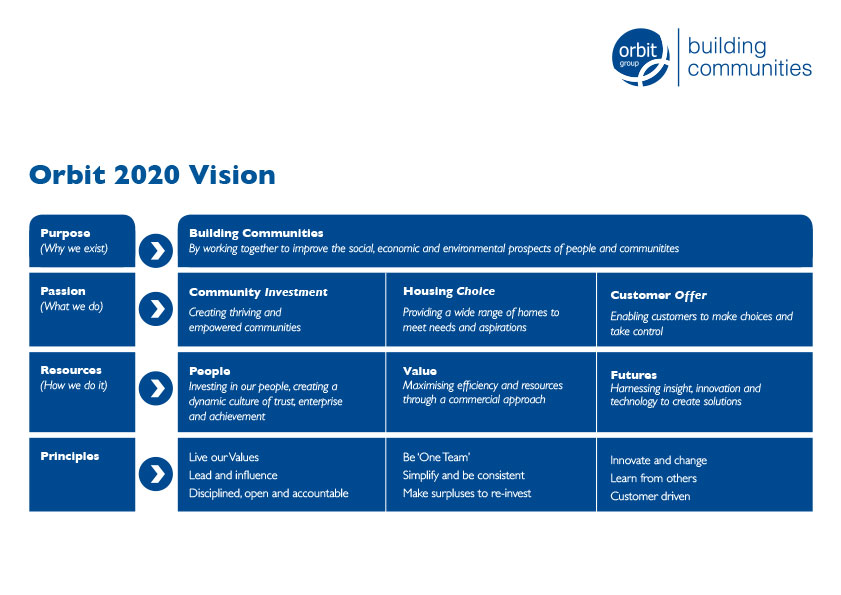 orbit
group
building
communities
Orbit 2020 Vision
Purpose
(Why we exist)
Building Communities
By working together to improve the social, economic and environmental prospects of people and communitites
Passion
(What we do)
Community Investment
Creating thriving and
empowered communities
Housing Choice
Providing a wide range of homes to
meet needs and aspirations
Customer Offer
Enabling customers to make choices and
take control
Resources
(How we do it)
People
Investing in our people, creating a
dynamic culture of trust, enterprise
and achievement
Value
Maximising efficiency and resources
through a commercial approach
Futures
Harnessing insight, innovation and
technology to create solutions
Principles
Live our Values
Lead and influence
Disciplined, open and accountable
Be ‘One Team’
Simplify and be consistent
Make surpluses to re-invest
Innovate and change
Learn from others
Customer driven